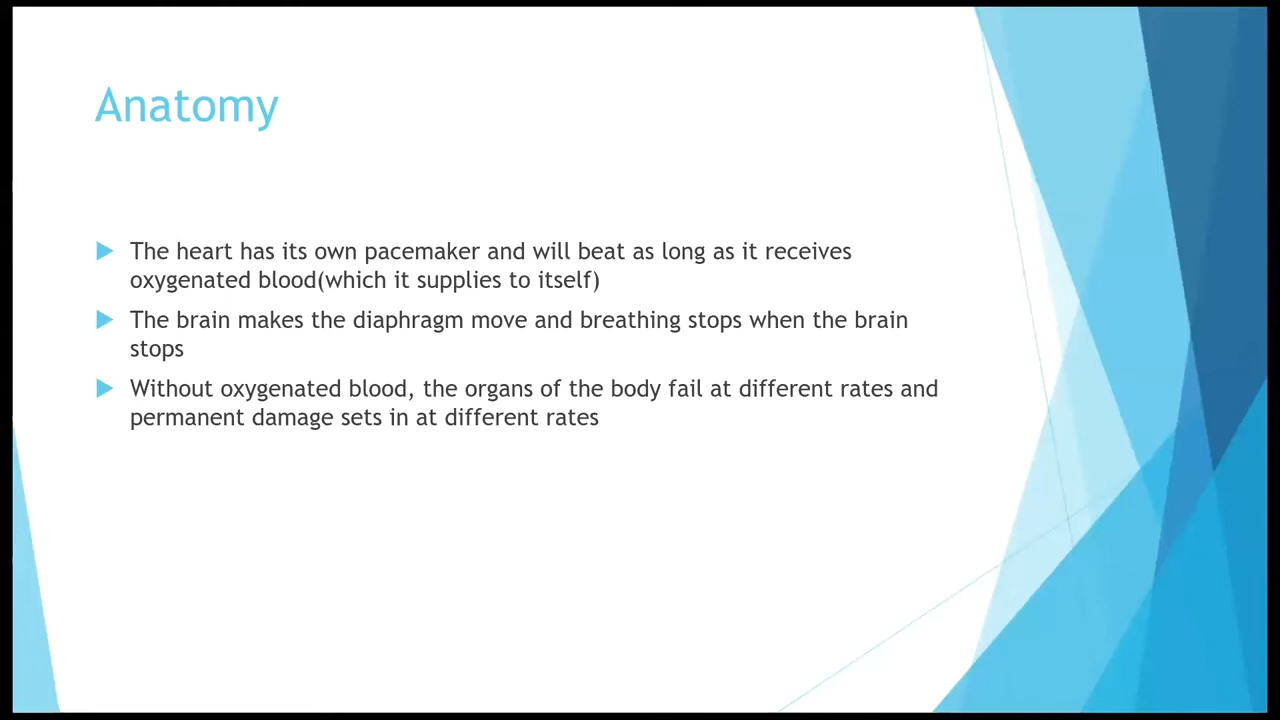 Anatomy
The heart has its own pacemaker and will beat as long as it receives
oxygenated blood(which it supplies to itself)
The brain makes the diaphragm move and breathing stops when the brain
stops
Without oxygenated blood, the organs of the body fail at different rates and
permanent damage sets in at different rates